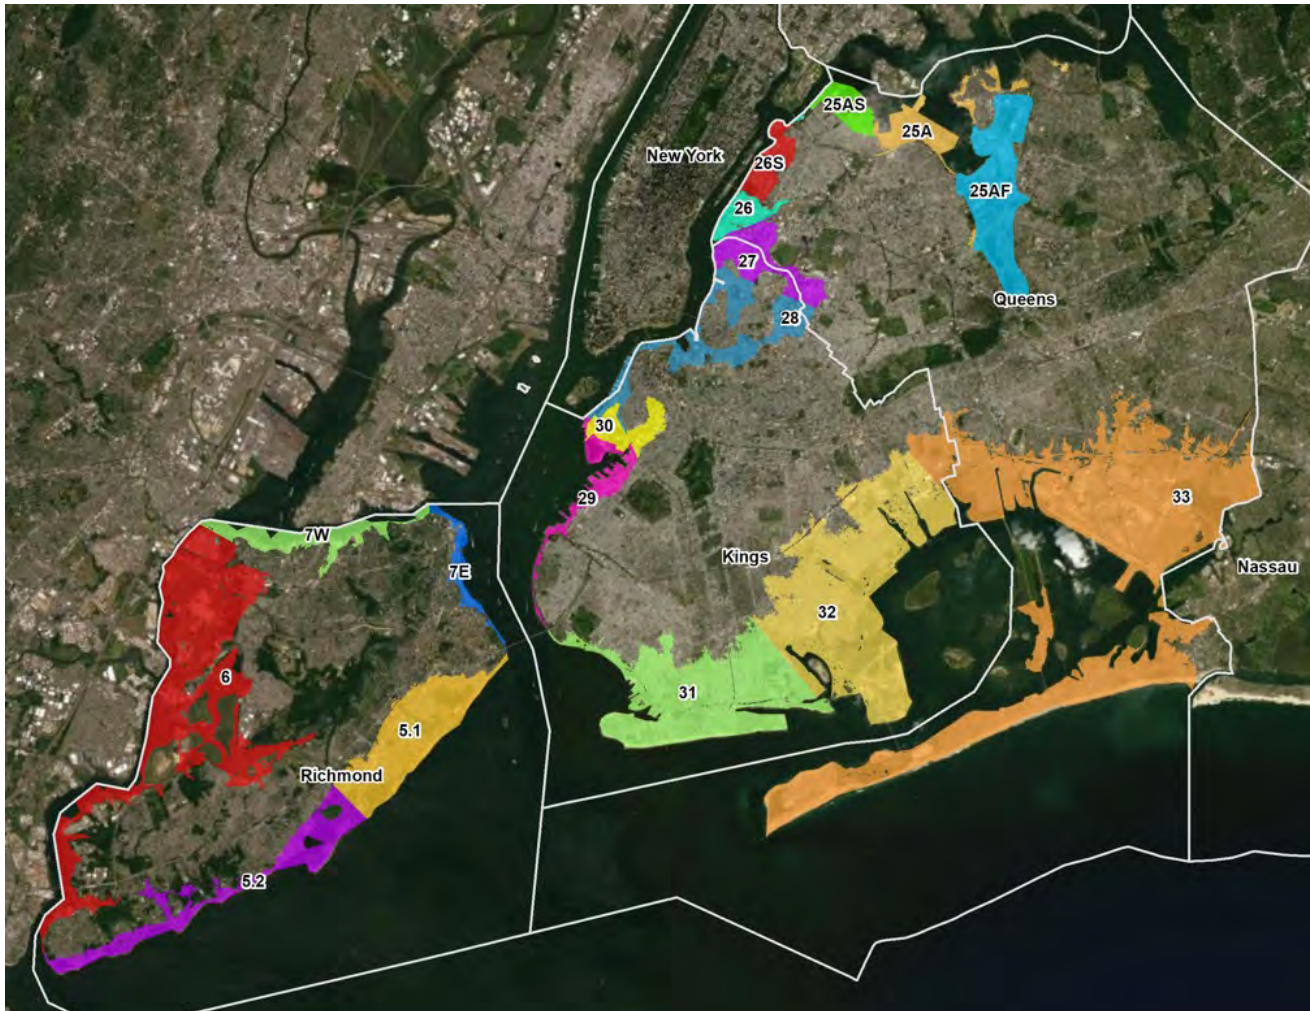 25AS
25A
New York
26S
25AF
26
27
Queens
28
30
33
29
7W
Kings
Nassau
7E
32
6
31
5.1
Richmond
5.2